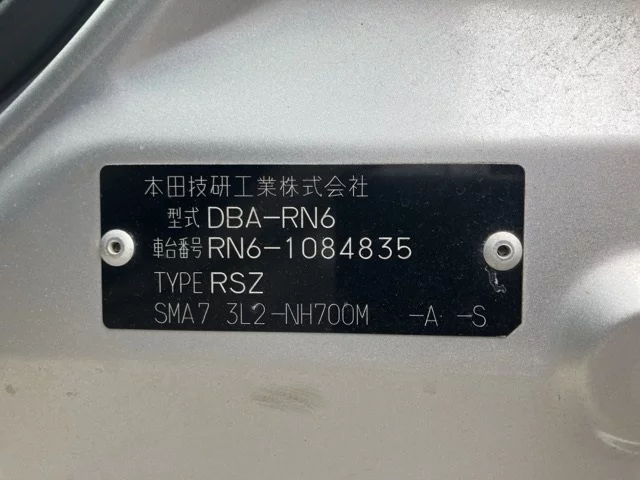 本田技研工業株式会社
型式 DBA-RN6
車台番号 RN6-1084835
TYPE RSZ
SMA7 3L2-NH700M -A -S